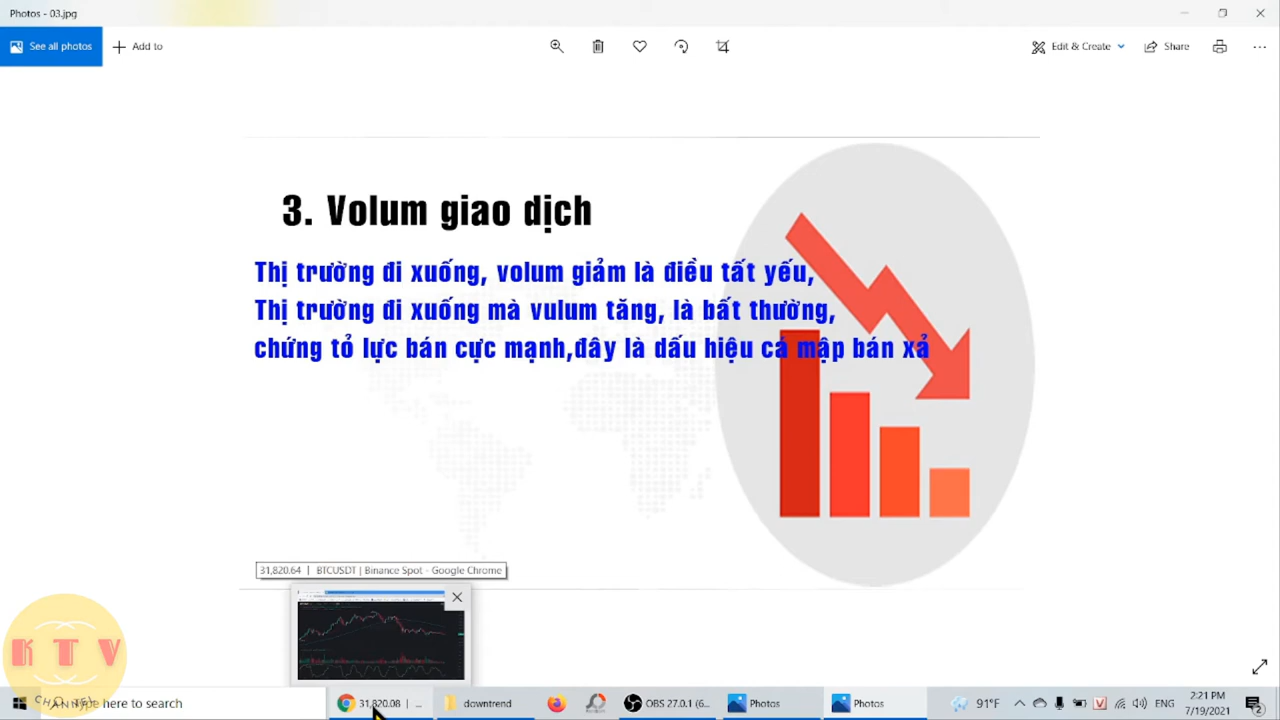 Photos - 03.jpg
See all photos
Add to
Edit & Create
Share
3. Volum giao dịch
Thị trường đi xuống, volum giảm là điều tất yếu,
Thị trường đi xuống mà vulum tăng, là bất thường,
chứng tỏ lực bán cực mạnh,đây là dấu hiệu cá mập bán xả
31,820.64 | BTCUSDT | Binance Spot - Google Chrome
K T V
here to search
31,820.08 | ...
downtrend
OBS 27.0.1 (6...
Photos
Photos
91°F
ENG
2:21 PM
7/19/2021
2